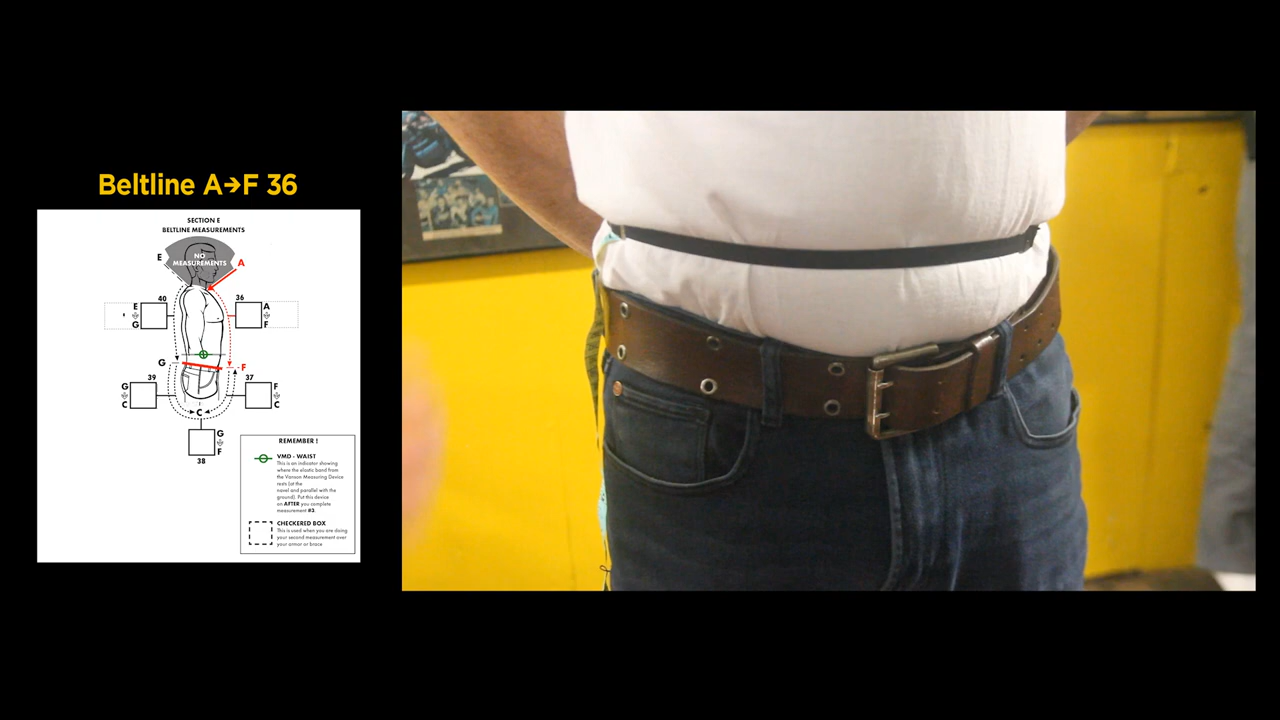 Beltline A→F 36
SECTION E
BELTLINE MEASUREMENTS
NO
MEASUREMENTS
E
A
40
36
E
G
A
F
G
F
39
37
G
C
F
C
C
G
F
38
REMEMBER !
VMD - WAIST
This is an indicator showing
where the elastic band from
the Vanson Measuring Device
rests (at the
navel and parallel with the
ground). Put this device
on AFTER you complete
measurement #3.
CHECKERED BOX
This is used when you are doing
your second measurement over
your armor or brace